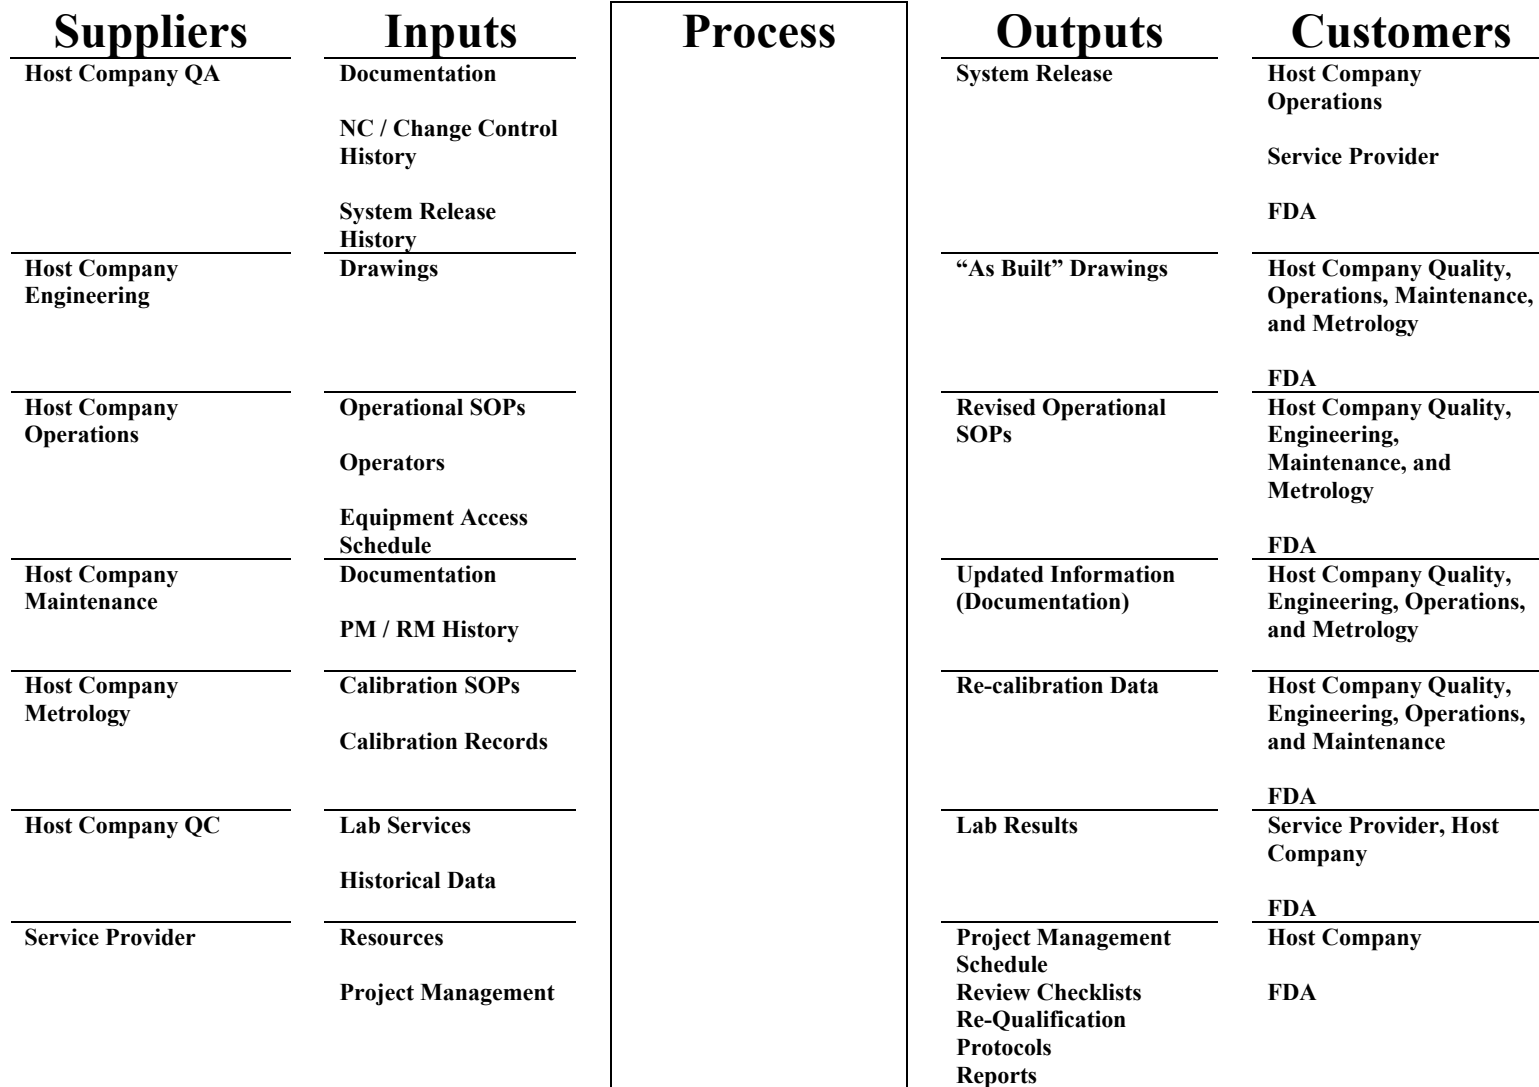 Suppliers
Inputs
Process
Outputs
Customers
Host Company QA
Documentation
NC / Change Control
History
System Release
History
System Release
Host Company
Operations
Service Provider
FDA
Host Company
Engineering
Drawings
“As Built” Drawings
Host Company Quality,
Operations, Maintenance,
and Metrology
FDA
Host Company
Operations
Operational SOPs
Operators
Equipment Access
Schedule
Revised Operational
SOPs
Host Company Quality,
Engineering,
Maintenance, and
Metrology
FDA
Host Company
Maintenance
Documentation
PM / RM History
Updated Information
(Documentation)
Host Company Quality,
Engineering, Operations,
and Metrology
Host Company
Metrology
Calibration SOPs
Calibration Records
Re-calibration Data
Host Company Quality,
Engineering, Operations,
and Maintenance
FDA
Host Company QC
Lab Services
Historical Data
Lab Results
Service Provider, Host
Company
FDA
Service Provider
Resources
Project Management
Project Management
Schedule
Review Checklists
Re-Qualification
Protocols
Reports
Host Company
FDA